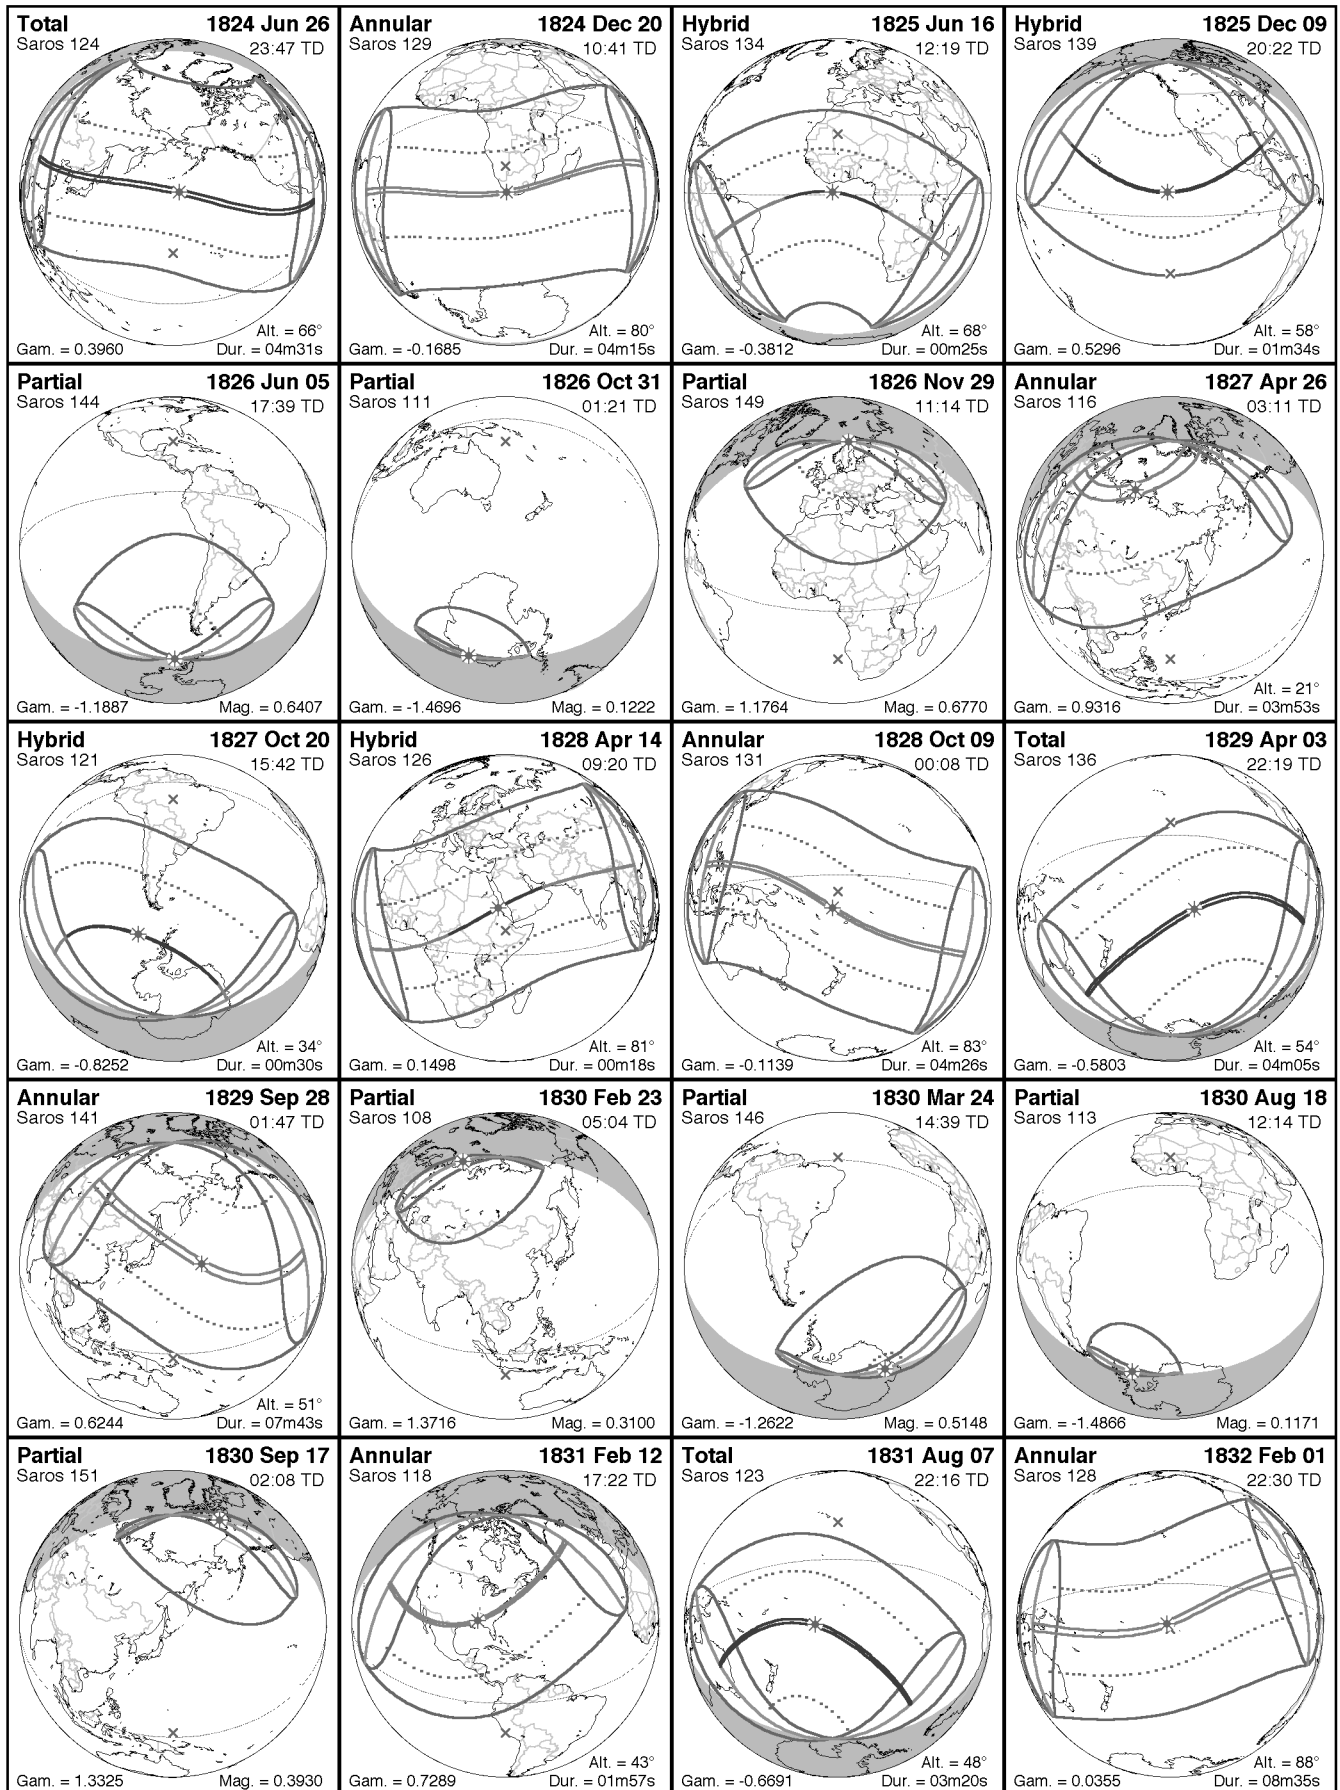 Total 1824 Jun 26
Saros 124 23:47 TD
Alt. = 66°
Gam. = 0.3960 Dur. = 04m31s
Annular 1824 Dec 20
Saros 129 10:41 TD
Alt. = 80°
Gam. = -0.1685 Dur. = 04m15s
Hybrid 1825 Jun 16
Saros 134 12:19 TD
Alt. = 68°
Gam. = -0.3812 Dur. = 00m25s
Hybrid 1825 Dec 09
Saros 139 20:22 TD
Alt. = 58°
Gam. = 0.5296 Dur. = 01m34s
Partial 1826 Jun 05
Saros 144 17:39 TD
Gam. = -1.1887 Mag. = 0.6407
Partial 1826 Oct 31
Saros 111 01:21 TD
Gam. = -1.4696 Mag. = 0.1222
Partial 1826 Nov 29
Saros 149 11:14 TD
Gam. = 1.1764 Mag. = 0.6770
Annular 1827 Apr 26
Saros 116 03:11 TD
Alt. = 21°
Gam. = 0.9316 Dur. = 03m53s
Hybrid 1827 Oct 20
Saros 121 15:42 TD
Alt. = 34°
Gam. = -0.8252 Dur. = 00m30s
Hybrid 1828 Apr 14
Saros 126 09:20 TD
Alt. = 81°
Gam. = 0.1498 Dur. = 00m18s
Annular 1828 Oct 09
Saros 131 00:08 TD
Alt. = 83°
Gam. = -0.1139 Dur. = 04m26s
Total 1829 Apr 03
Saros 136 22:19 TD
Alt. = 54°
Gam. = -0.5803 Dur. = 04m05s
Annular 1829 Sep 28
Saros 141 01:47 TD
Alt. = 51°
Gam. = 0.6244 Dur. = 07m43s
Partial 1830 Feb 23
Saros 108 05:04 TD
Gam. = 1.3716 Mag. = 0.3100
Partial 1830 Mar 24
Saros 146 14:39 TD
Gam. = -1.2622 Mag. = 0.5148
Partial 1830 Aug 18
Saros 113 12:14 TD
Gam. = -1.4866 Mag. = 0.1171
Partial 1830 Sep 17
Saros 151 02:08 TD
Gam. = 1.3325 Mag. = 0.3930
Annular 1831 Feb 12
Saros 118 17:22 TD
Alt. = 43°
Gam. = 0.7289 Dur. = 01m57s
Total 1831 Aug 07
Saros 123 22:16 TD
Alt. = 48°
Gam. = -0.6691 Dur. = 03m20s
Annular 1832 Feb 01
Saros 128 22:30 TD
Alt. = 88°
Gam. = 0.0355 Dur. = 08m35s